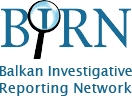 BIRN
Balkan Investigative
Reporting Network